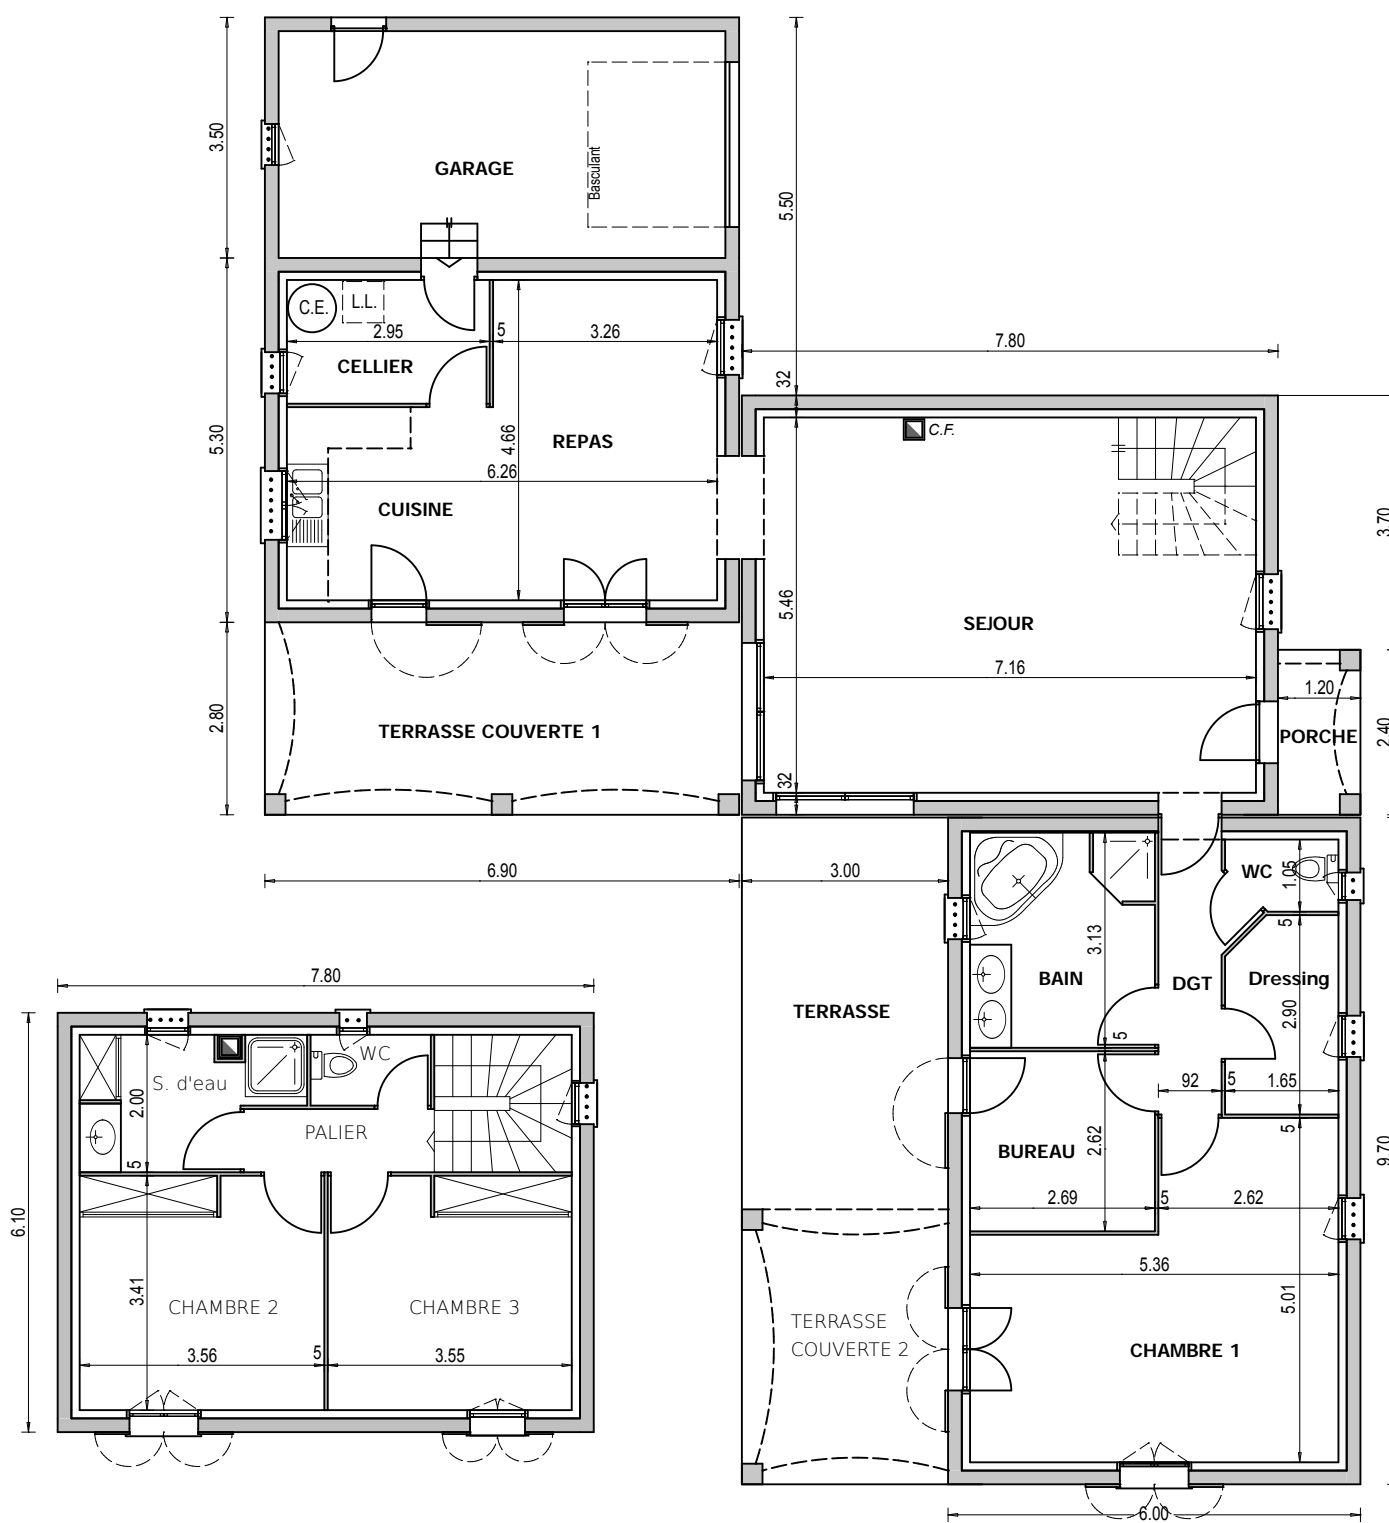 3.50
GARAGE
Basculant
5.50
C.E.
L.L.
2.95
5
3.26
CELLIER
7.80
32
5.30
4.66
REPAS
6.26
CUISINE
C.F.
3.70
5.46
SEJOUR
7.16
1.20
PORCHE
2.40
2.80
TERRASSE COUVERTE 1
32
6.90
3.00
WC
1.05
5
3.13
BAIN
DGT
Dressing
2.90
TERRASSE
5
92
5
1.65
5
BUREAU
2.62
2.69
5
2.62
9.70
5.36
5.01
TERRASSE
COUVERTE 2
CHAMBRE 1
6.00
7.80
WC
S. d'eau
2.00
PALIER
5
6.10
3.41
CHAMBRE 2
CHAMBRE 3
3.56
5
3.55